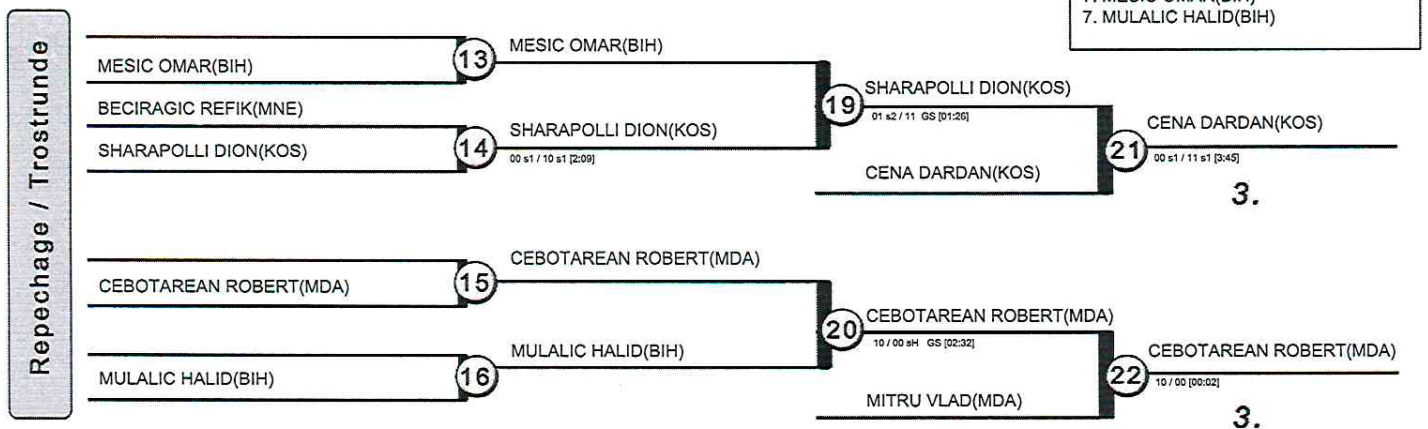 7. MESIC OMAR(BIH)
7. MULALIC HALID(BIH)
Repechage / Trostrunde
MESIC OMAR(BIH)
13
MESIC OMAR(BIH)
BECIRAGIC REFIK(MNE)
SHARAPOLLI DION(KOS)
14
SHARAPOLLI DION(KOS)
00 s1 / 10 s1 [2:09]
19
SHARAPOLLI DION(KOS)
01 s2 / 11 GS [01:26]
CENA DARDAN(KOS)
21
CENA DARDAN(KOS)
00 s1 / 11 s1 [3:45]
3.
CEBOTAREAN ROBERT(MDA)
15
CEBOTAREAN ROBERT(MDA)
MULALIC HALID(BIH)
16
MULALIC HALID(BIH)
20
CEBOTAREAN ROBERT(MDA)
10 / 00 sH GS [02:32]
MITRU VLAD(MDA)
22
CEBOTAREAN ROBERT(MDA)
10 / 00 [00:02]
3.